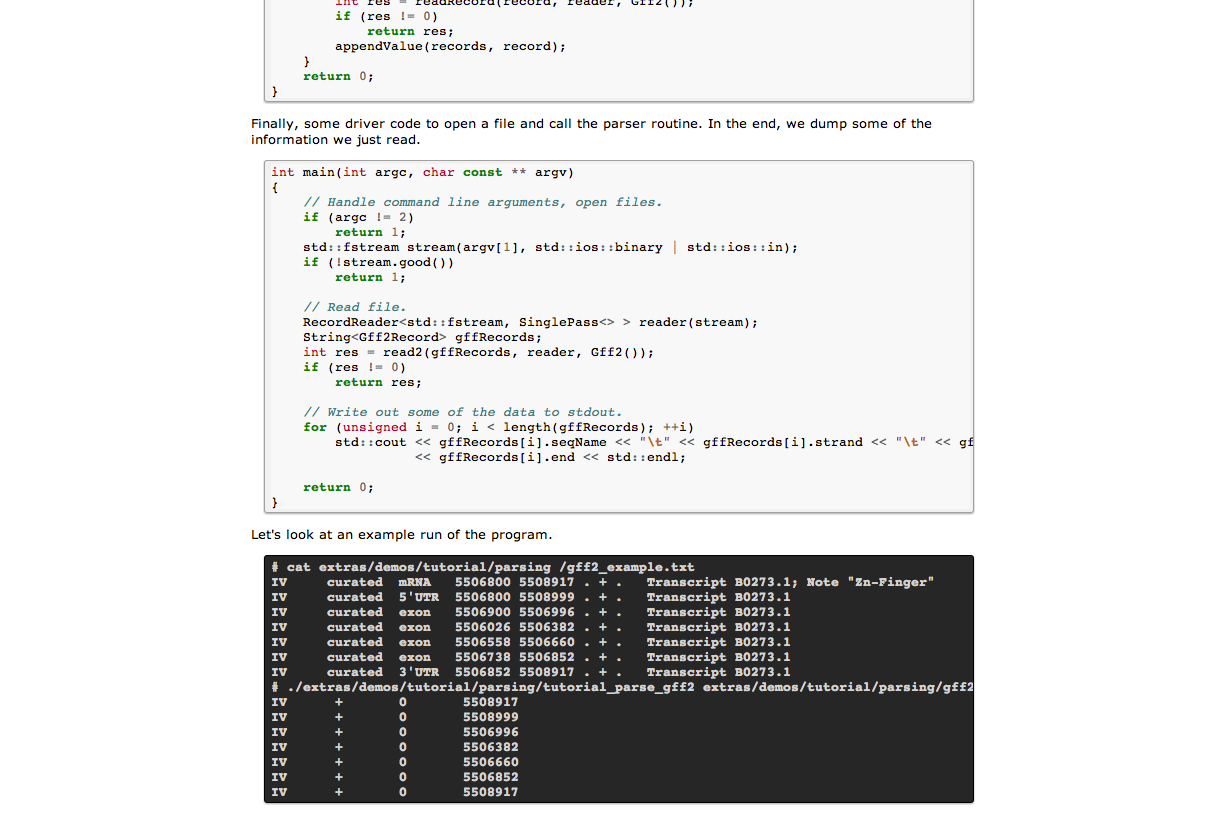 int res = readRecord(record, reader, Gff2());
if (res != 0)
return res;
appendValue(records, record);
}
return 0;
}
Finally, some driver code to open a file and call the parser routine. In the end, we dump some of the
information we just read.
int main(int argc, char const ** argv)
{
// Handle command line arguments, open files.
if (argc != 2)
return 1;
std::fstream stream(argv[1], std::ios::binary | std::ios::in);
if (!stream.good())
return 1;
// Read file.
RecordReader<std::fstream, SinglePass<> > reader(stream);
String<Gff2Record> gffRecords;
int res = read2(gffRecords, reader, Gff2());
if (res != 0)
return res;
// Write out some of the data to stdout.
for (unsigned i = 0; i < length(gffRecords); ++i)
std::cout << gffRecords[i].seqName << "\t" << gffRecords[i].strand << "\t" << gf
<< gffRecords[i].end << std::endl;
return 0;
}
Let's look at an example run of the program.
# cat extras/demos/tutorial/parsing /gff2_example.txt
IV     curated  mRNA   5506800 5508917 . + .   Transcript B0273.1; Note "Zn-Finger"
IV     curated  5'UTR  5506800 5508999 . + .   Transcript B0273.1
IV     curated  exon   5506900 5506996 . + .   Transcript B0273.1
IV     curated  exon   5506026 5506382 . + .   Transcript B0273.1
IV     curated  exon   5506558 5506660 . + .   Transcript B0273.1
IV     curated  exon   5506738 5506852 . + .   Transcript B0273.1
IV     curated  3'UTR  5506852 5508917 . + .   Transcript B0273.1
# ./extras/demos/tutorial/parsing/tutorial_parse_gff2 extras/demos/tutorial/parsing/gff2
IV      +       0       5508917
IV      +       0       5508999
IV      +       0       5506996
IV      +       0       5506382
IV      +       0       5506660
IV      +       0       5506852
IV      +       0       5508917